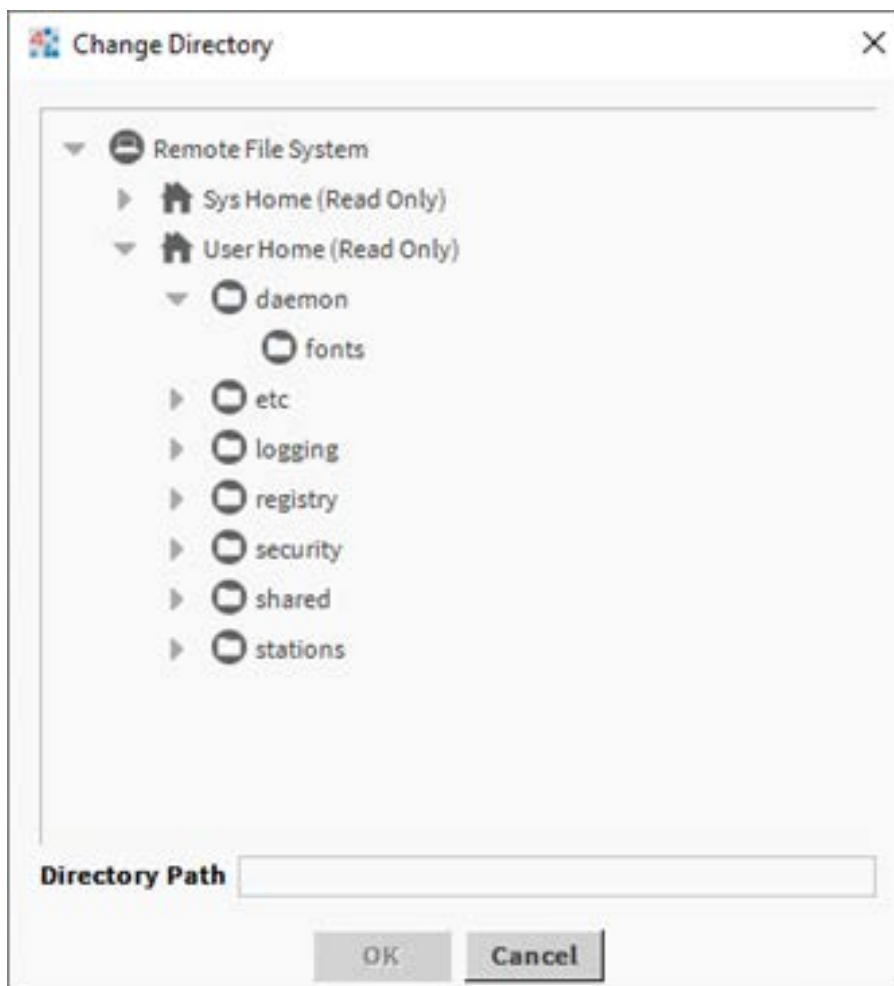 Change Directory
Remote File System
Sys Home (Read Only)
User Home (Read Only)
daemon
fonts
etc
logging
registry
security
shared
stations
Directory Path
OK Cancel